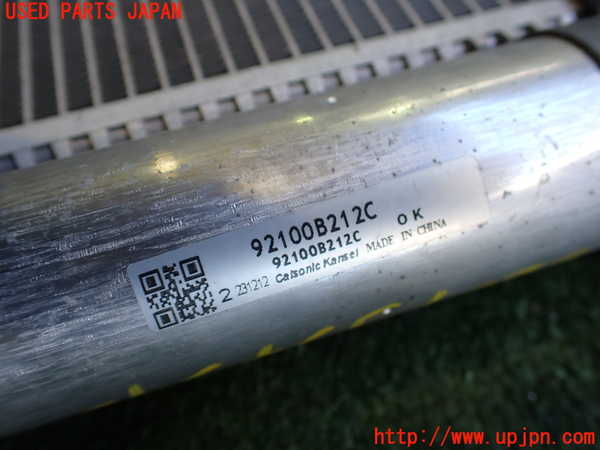 USED PARTS JAPAN
92100B212C OK
92100B212C
2 231212 Calsonic Kansei MADE IN CHINA
http://www.upjpn.com/